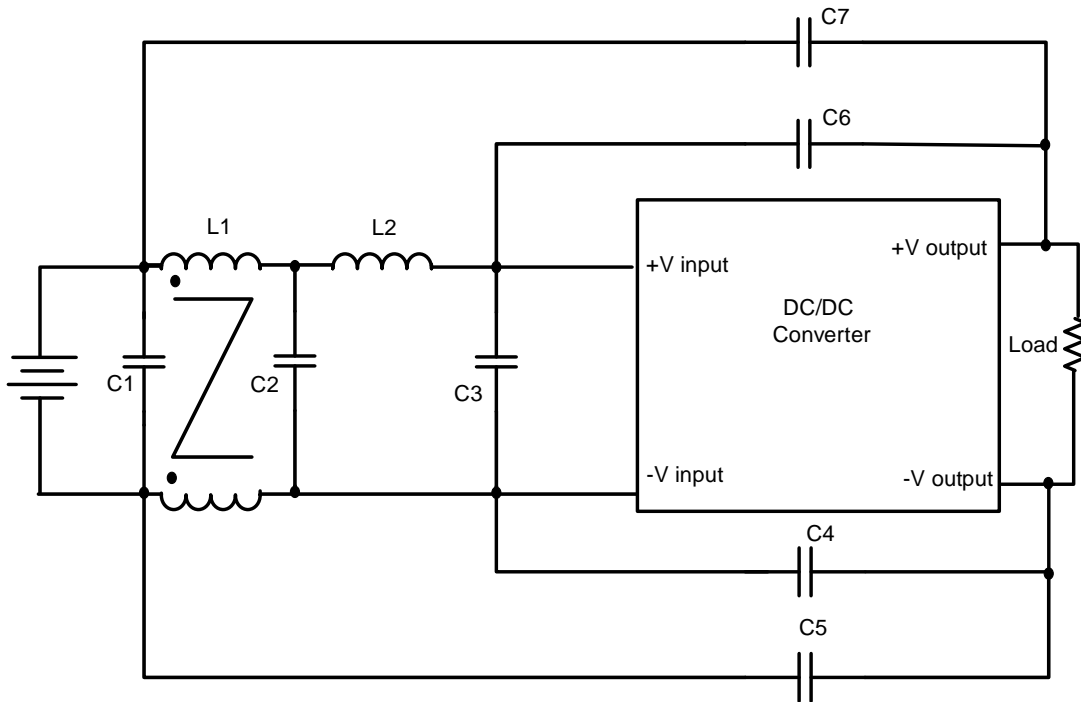 C7
C6
L1
L2
+V input
+V output
DC/DC
Converter
Load
C1
C2
C3
-V input
-V output
C4
C5